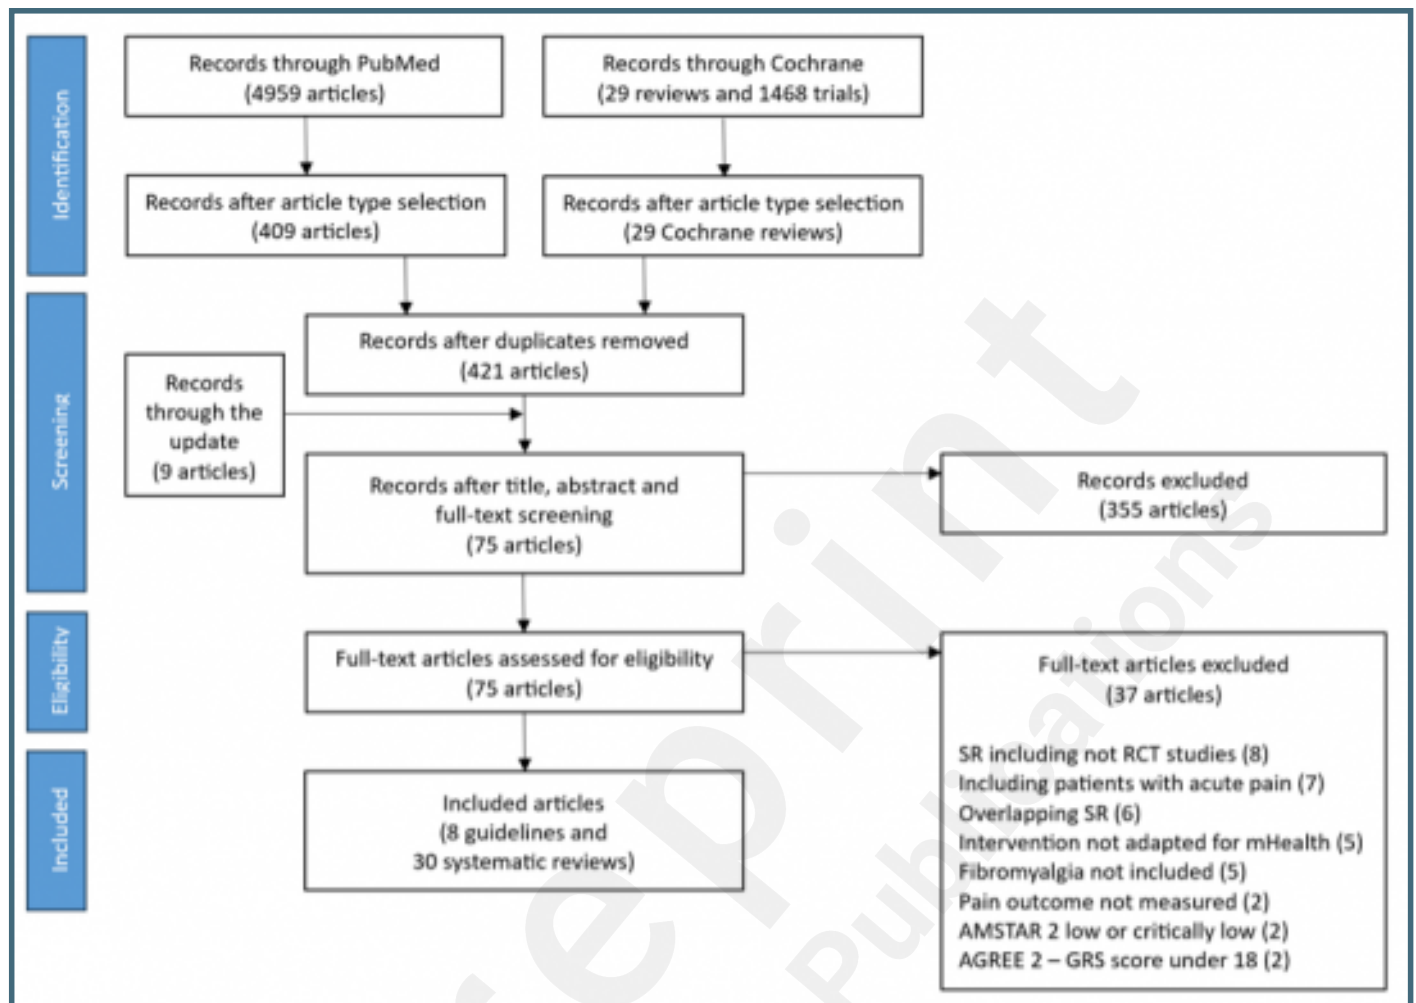 Identification
Records through PubMed
(4959 articles)
Records through Cochrane
(29 reviews and 1468 trials)
Records after article type selection
(409 articles)
Records after article type selection
(29 Cochrane reviews)
Screening
Records after duplicates removed
(421 articles)
Records
through the
update
(9 articles)
Records after title, abstract and
full-text screening
(75 articles)
Records excluded
(355 articles)
Eligibility
Full-text articles assessed for eligibility
(75 articles)
Full-text articles excluded
(37 articles)
SR including not RCT studies (8)
Including patients with acute pain (7)
Overlapping SR (6)
Intervention not adapted for mHealth (5)
Fibromyalgia not included (5)
Pain outcome not measured (2)
AMSTAR 2 low or critically low (2)
AGREE 2 – GRS score under 18 (2)
Included
Included articles
(8 guidelines and
30 systematic reviews)
reprint
Publications